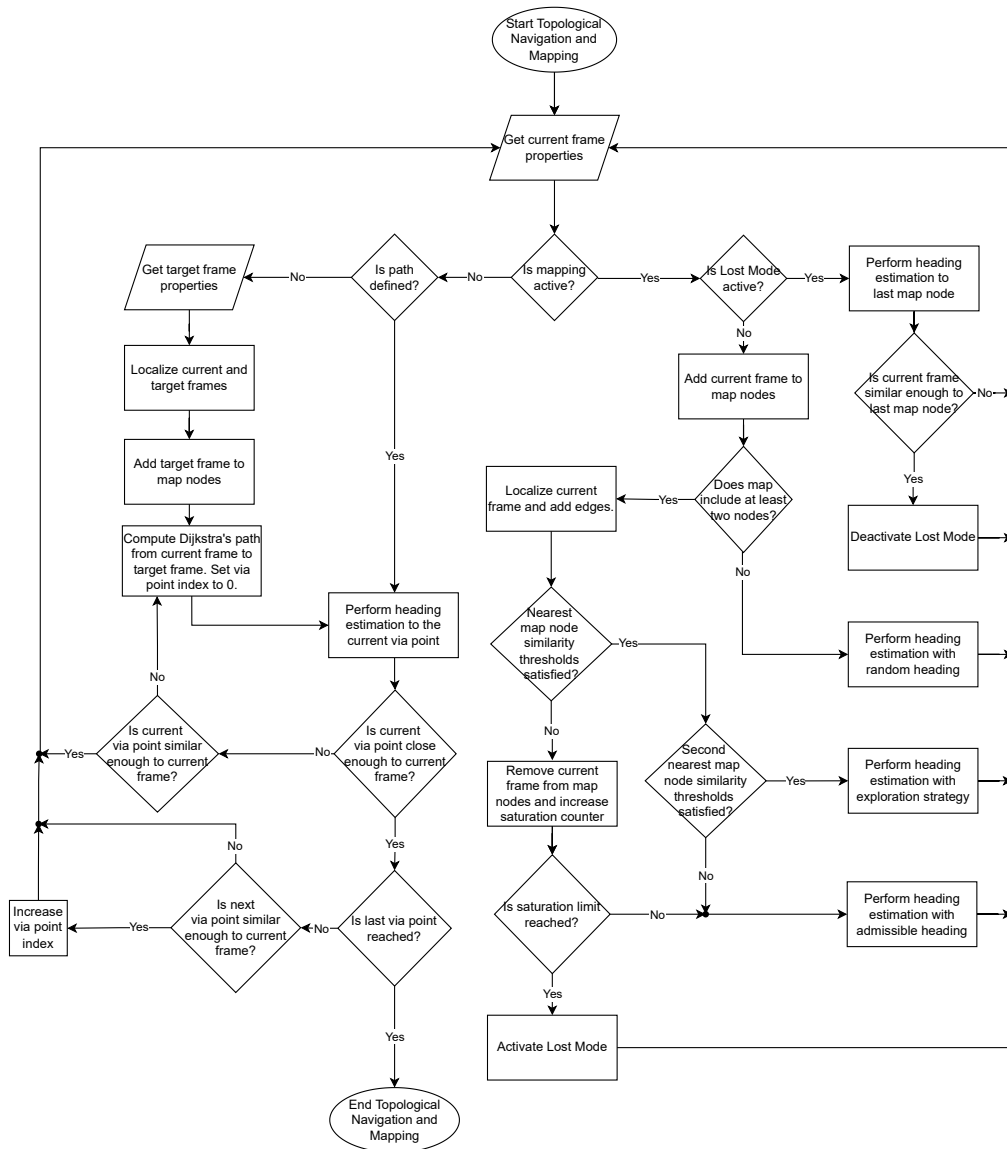 Start Topological
Navigation and
Mapping
Get current frame
properties
Get target frame
properties
No
Is path
defined?
No
Is mapping
active?
Yes
Is Lost Mode
active?
Yes
Perform heading
estimation to
last map node
No
Localize current and
target frames
Add current frame to
map nodes
Is current frame
similar enough to
last map node?
No
Yes
Add target frame to
map nodes
Yes
Localize current
frame and add edges.
Yes
Does map
include at least
two nodes?
Deactivate Lost Mode
Compute Dijkstra's path
from current frame to
target frame. Set via
point index to 0.
No
Perform heading
estimation to the
current via point
Nearest
map node
similarity
thresholds
satisfied?
Yes
Perform heading
estimation with
random heading
No
No
Yes
Is current
via point similar
enough to current
frame?
No
Is current
via point close
enough to current
frame?
Remove current
frame from map
nodes and increase
saturation counter
Second
nearest map
node similarity
thresholds
satisfied?
Yes
Perform heading
estimation with
exploration strategy
Yes
No
No
Increase
via point
index
Yes
Is next
via point similar
enough to current
frame?
No
Is last via point
reached?
Is saturation limit
reached?
No
Perform heading
estimation with
admissible heading
Yes
Yes
Activate Lost Mode
End Topological
Navigation and
Mapping